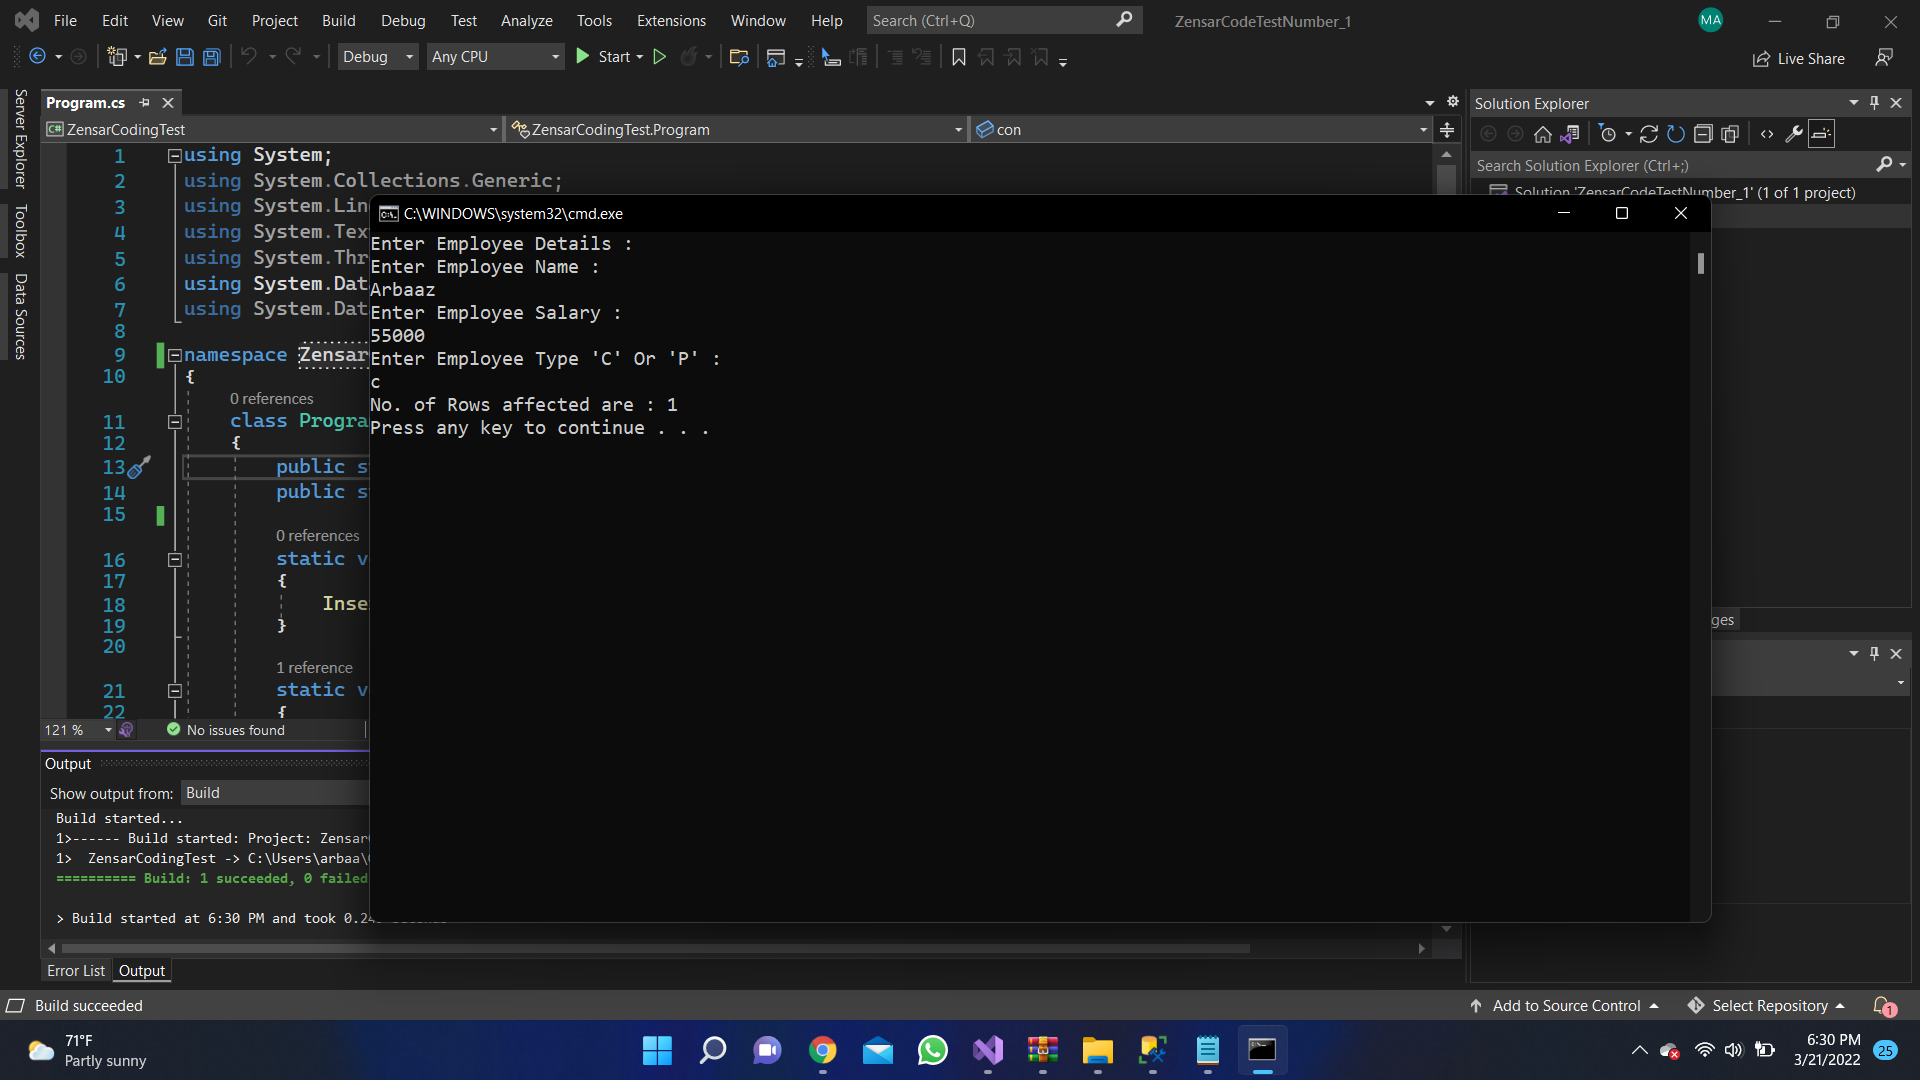 File Edit View Git Project Build Debug Test Analyze Tools Extensions Window Help Search (Ctrl+Q) ZensarCodeTestNumber_1 MA
Debug Any CPU Start Live Share
Server Explorer
Toolbox
Data Sources
Program.cs
C# ZensarCodingTest ZensarCodingTest.Program con
1 using System;
2 using System.Collections.Generic;
3 using System.Lin
4 using System.Tex
5 using System.Thr
6 using System.Dat
7 using System.Dat
8
9 namespace Zensar
10 {
0 references
11 class Progra
12 {
13 public s
14 public s
15
0 references
16 static v
17 {
18 Inse
19 }
20
1 reference
21 static v
22 {
121 % No issues found
C:\WINDOWS\system32\cmd.exe
Enter Employee Details :
Enter Employee Name :
Arbaaz
Enter Employee Salary :
55000
Enter Employee Type 'C' Or 'P' :
c
No. of Rows affected are : 1
Press any key to continue . . .
Solution Explorer
Search Solution Explorer (Ctrl+;)
Solution 'ZensarCodeTestNumber_1' (1 of 1 project)
ges
Output
Show output from: Build
Build started...
1>------ Build started: Project: Zensar
1> ZensarCodingTest -> C:\Users\arbaa\
========== Build: 1 succeeded, 0 failed
> Build started at 6:30 PM and took 0.24
Error List Output
Build succeeded Add to Source Control Select Repository 1
71°F
Partly sunny
6:30 PM
3/21/2022
25